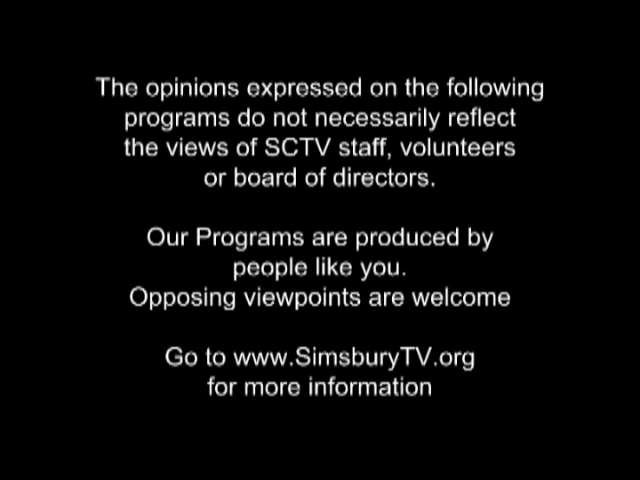 The opinions expressed on the following
programs do not necessarily reflect
the views of SCTV staff, volunteers
or board of directors.
Our Programs are produced by
people like you.
Opposing viewpoints are welcome
Go to www.SimsburyTV.org
for more information